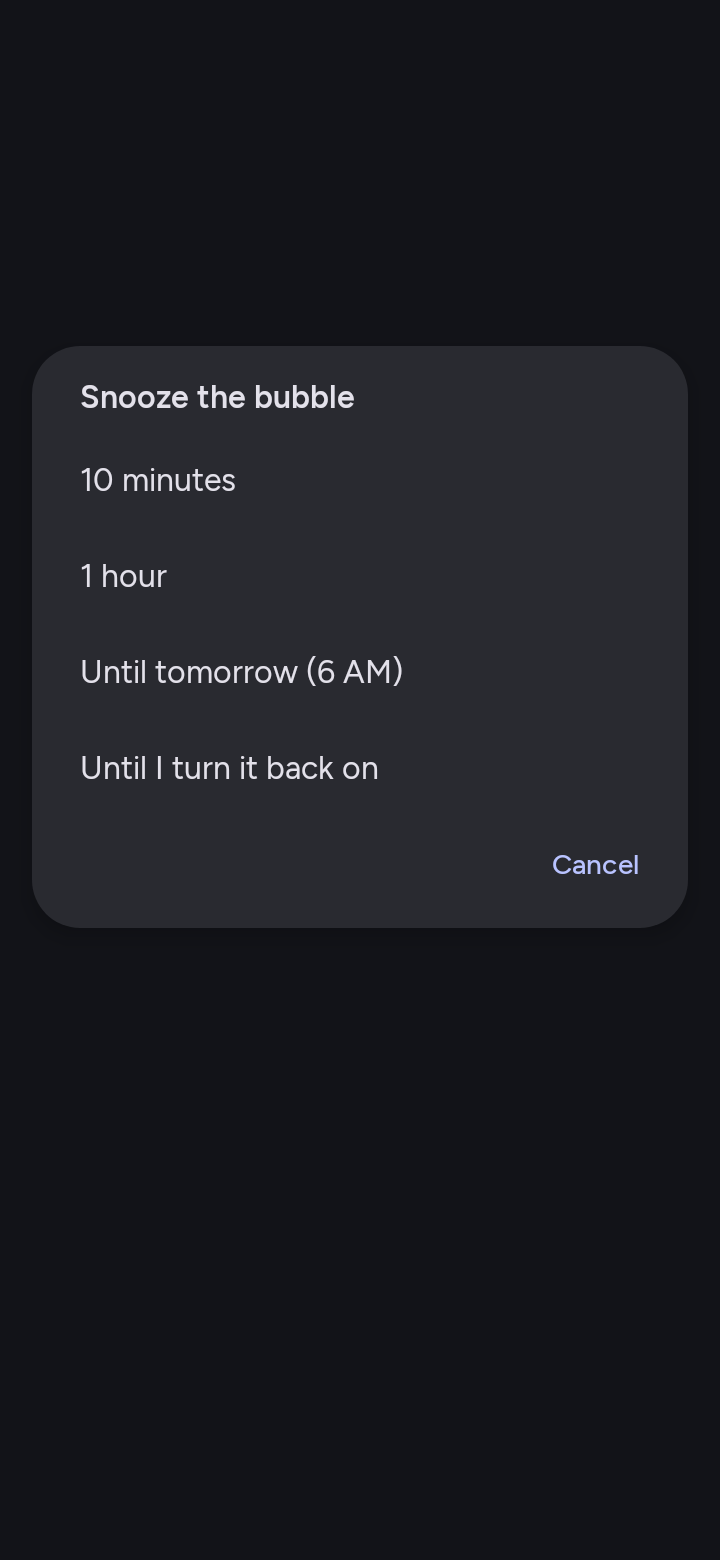 Snooze the bubble
10 minutes
1 hour
Until tomorrow (6 AM)
Until I turn it back on
Cancel